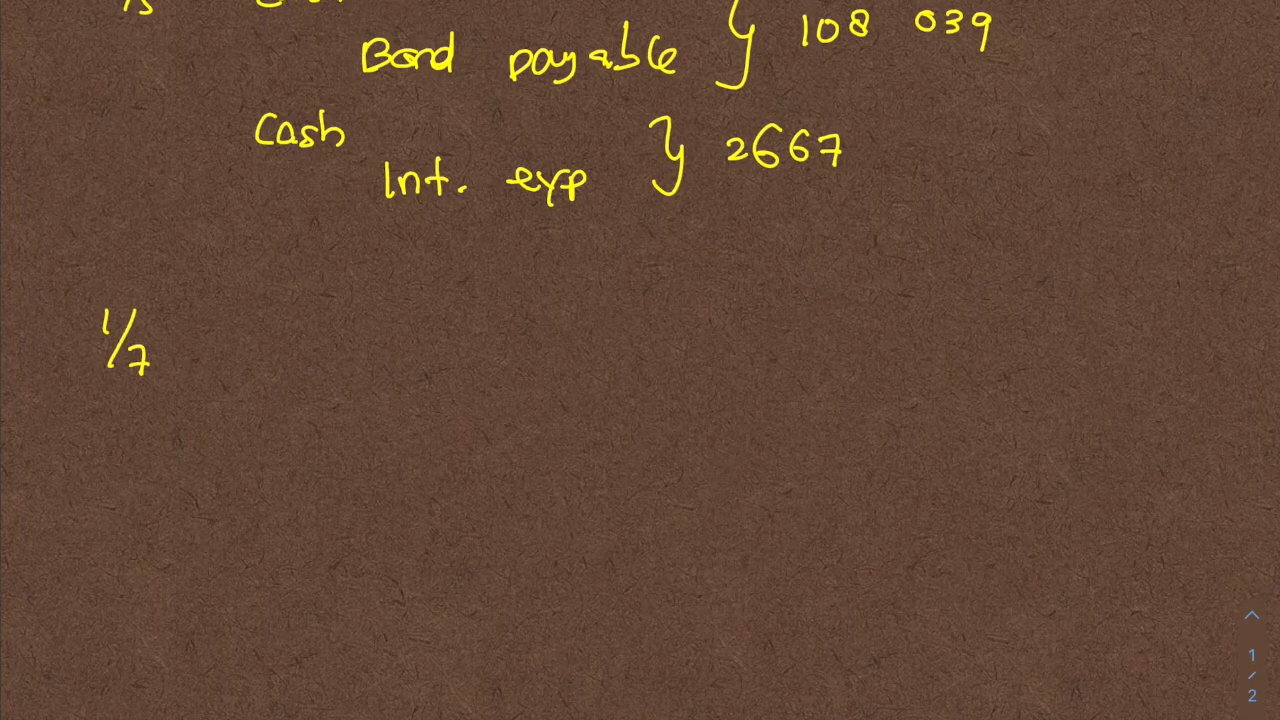 Bond payable } 108 039
Cash
Int. exp } 2667
1/7
1
/
2